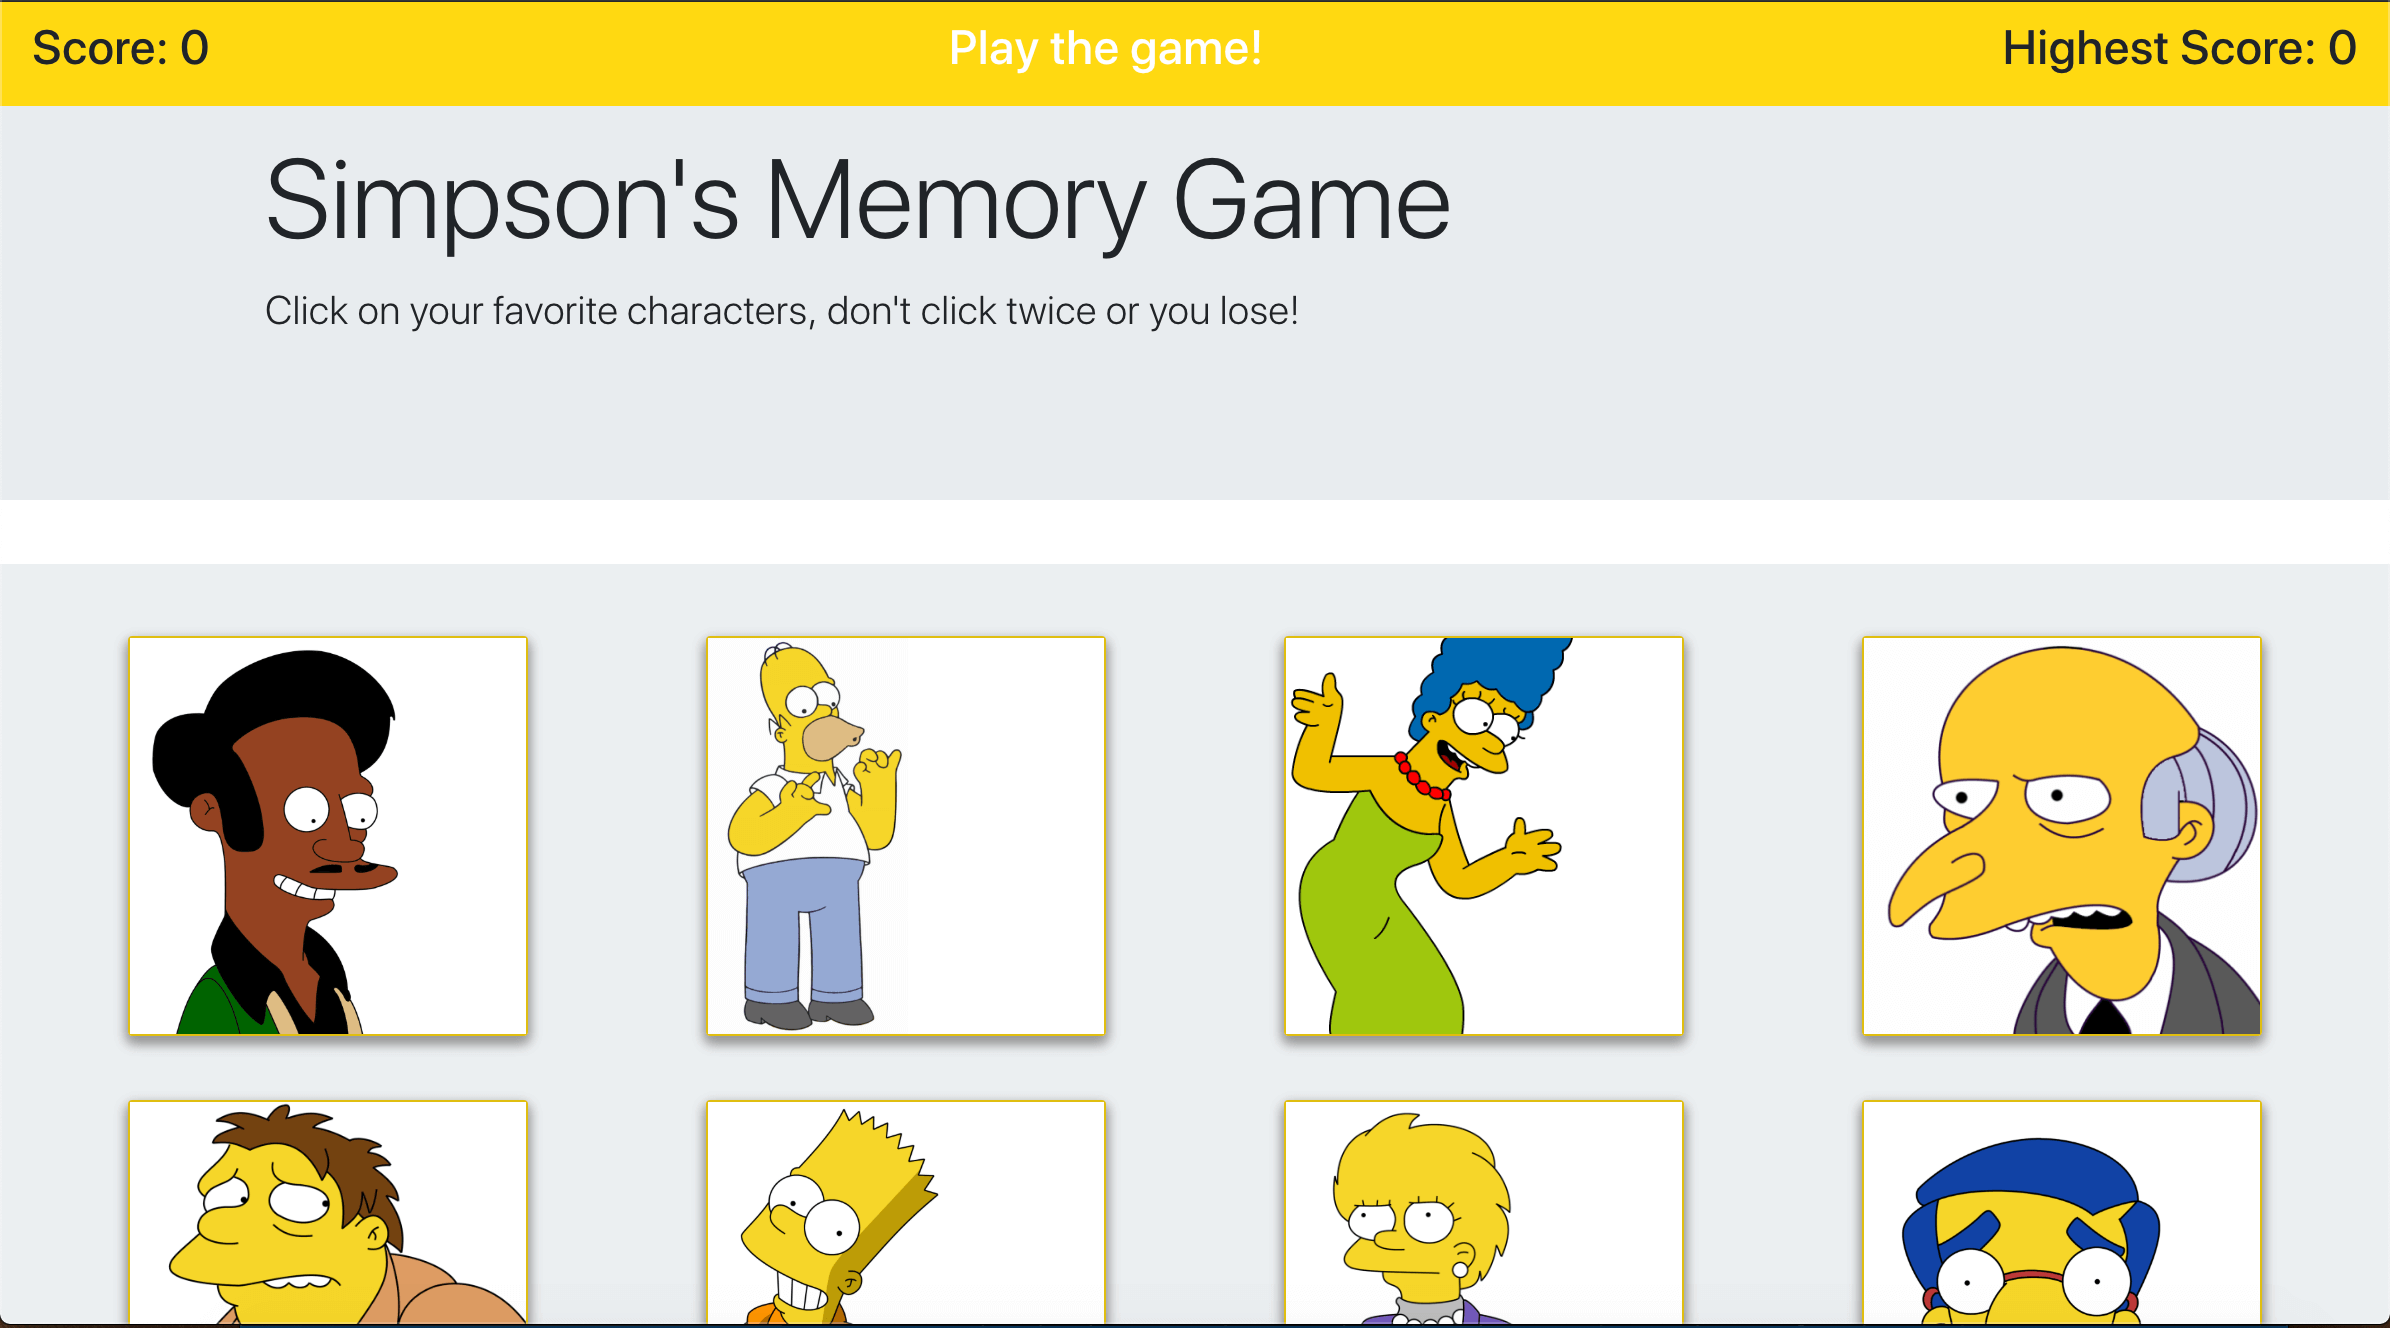 Score: 0
Play the game!
Highest Score: 0
Simpson's Memory Game
Click on your favorite characters, don't click twice or you lose!